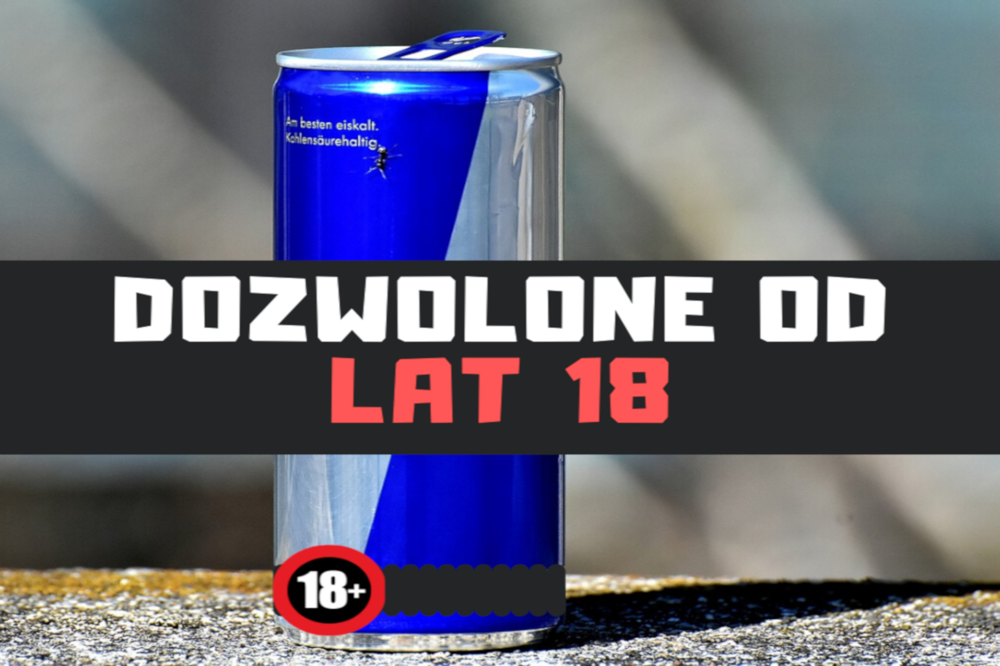 Am besten eiskalt.
Kohlensäurehaltig.
DOZWOLONE OD
LAT 18
18+